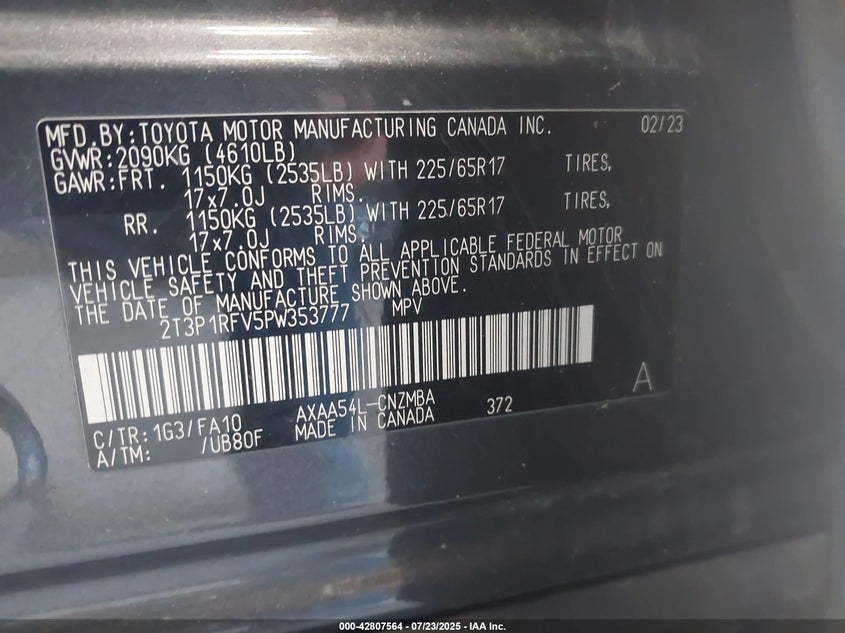 MFD.BY:TOYOTA MOTOR MANUFACTURING CANADA INC. 02/23
GVWR:2090KG (4610LB)
GAWR:FRT. 1150KG (2535LB) WITH 225/65R17 TIRES,
17x7.0J RIMS.
RR. 1150KG (2535LB) WITH 225/65R17 TIRES,
17x7.0J RIMS.
THIS VEHICLE CONFORMS TO ALL APPLICABLE FEDERAL MOTOR
VEHICLE SAFETY AND THEFT PREVENTION STANDARDS IN EFFECT ON
THE DATE OF MANUFACTURE SHOWN ABOVE.
2T3P1RFV5PW353777 MPV
A
C/TR:1G3/FA10 AXAA54L-CNZMBA 372
A/TM: /UB80F MADE IN CANADA
000-42807564 - 07/23/2025 - IAA Inc.